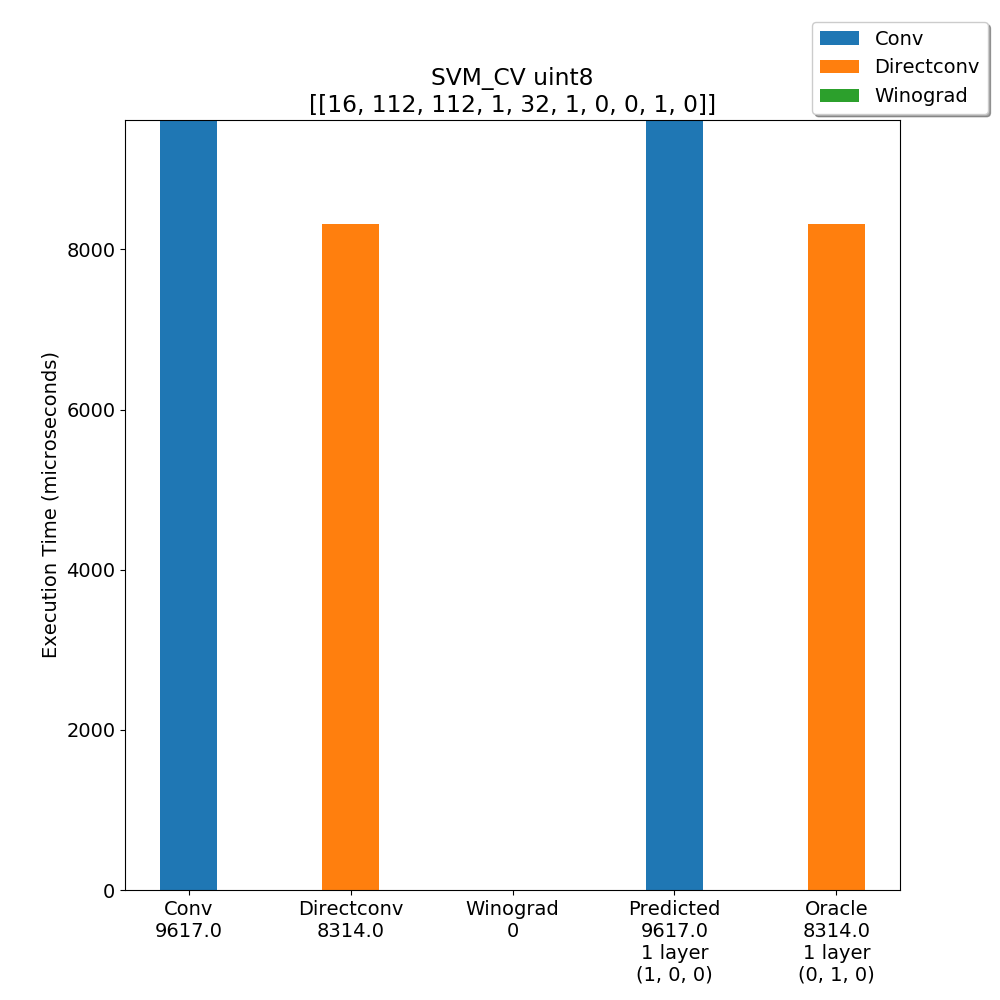 Conv
Directconv
Winograd
SVM_CV uint8
[[16, 112, 112, 1, 32, 1, 0, 0, 1, 0]]
Execution Time (microseconds)
8000
6000
4000
2000
0
Conv
9617.0
Directconv
8314.0
Winograd
0
Predicted
9617.0
1 layer
(1, 0, 0)
Oracle
8314.0
1 layer
(0, 1, 0)